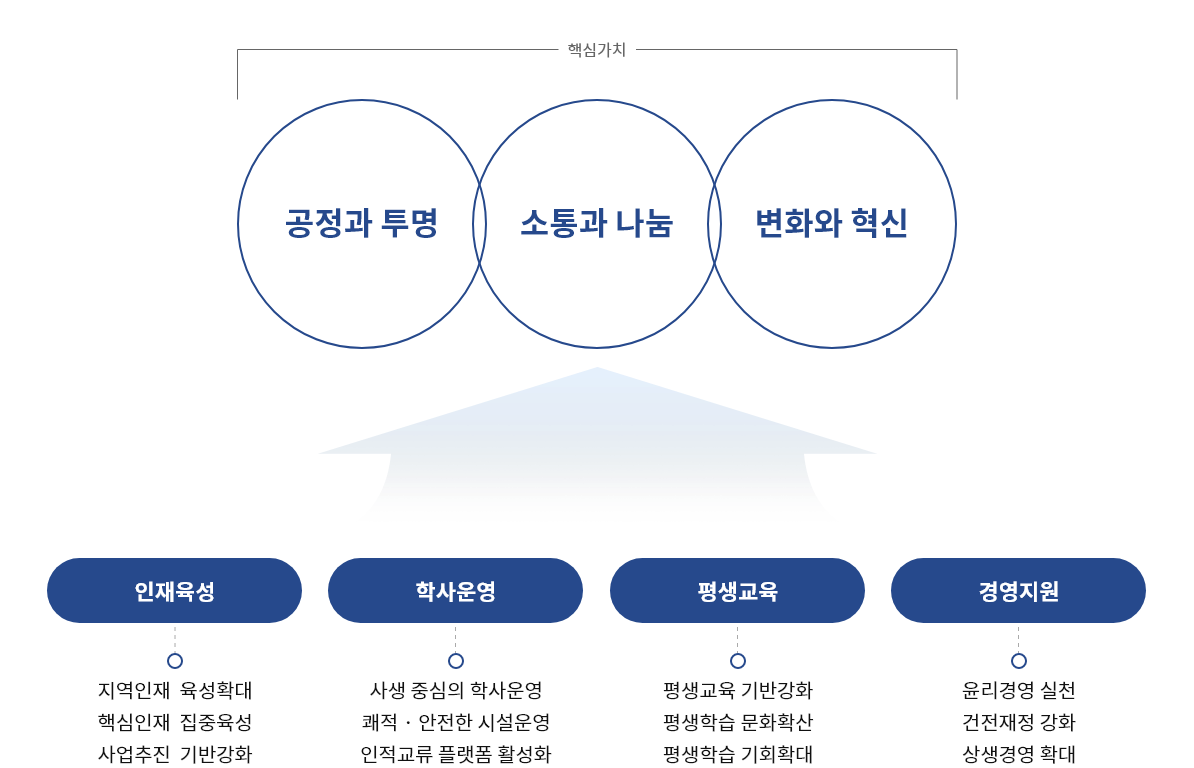 핵심가치
공정과 투명
소통과 나눔
변화와 혁신
인재육성
지역인재 육성확대
핵심인재 집중육성
사업추진 기반강화
학사운영
사생 중심의 학사운영
쾌적 · 안전한 시설운영
인적교류 플랫폼 활성화
평생교육
평생교육 기반강화
평생학습 문화확산
평생학습 기회확대
경영지원
윤리경영 실천
건전재정 강화
상생경영 확대